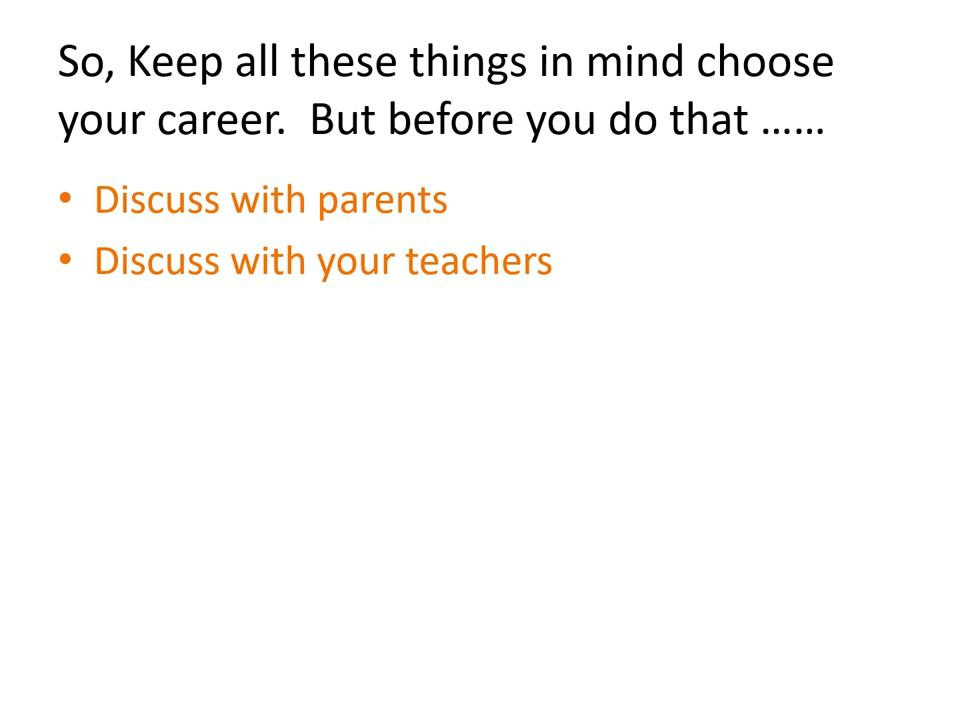 So, Keep all these things in mind choose
your career.  But before you do that ……
• Discuss with parents
• Discuss with your teachers